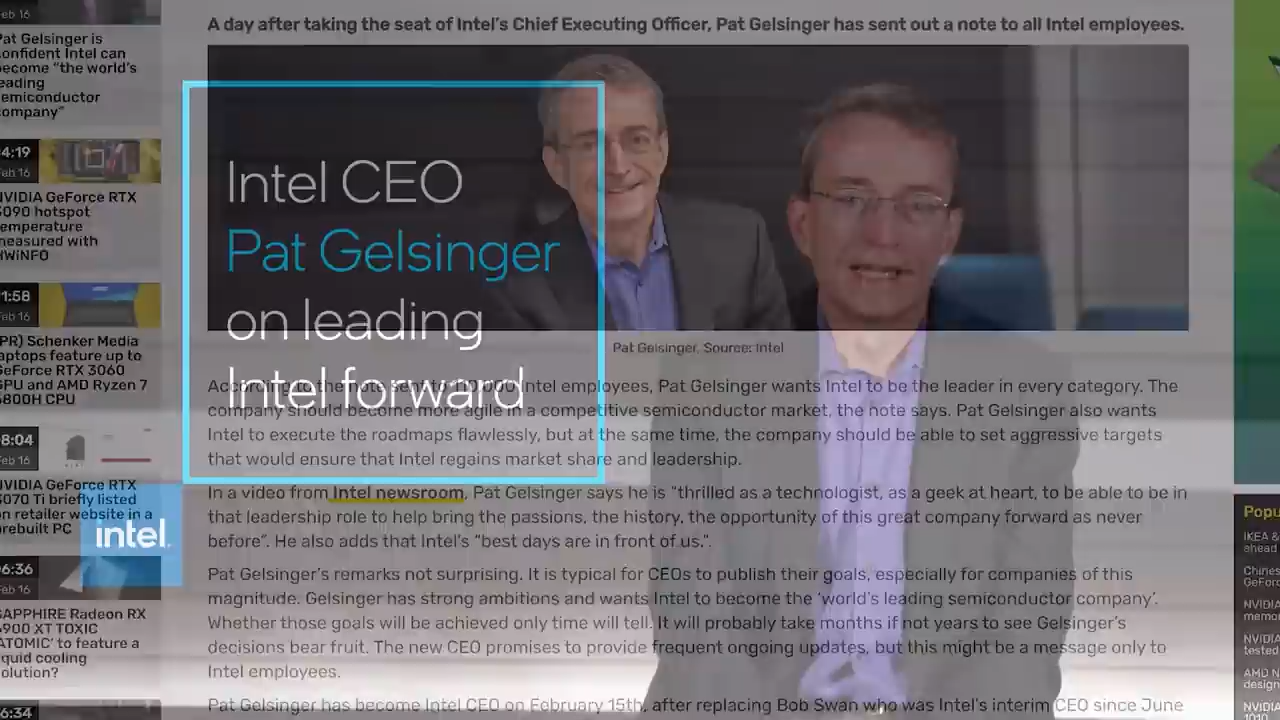 Feb 16
Pat Gelsinger is
confident Intel can
become “the world’s
leading
semiconductor
company”
4:19
Feb 16
NVIDIA GeForce RTX
3090 hotspot
temperature
measured with
HWiNFO
1:58
Feb 16
(PR) Schenker Media
laptops feature up to
GeForce RTX 3060
GPU and AMD Ryzen 7
5800H CPU
8:04
Feb 16
NVIDIA GeForce RTX
3070 Ti briefly listed
on retailer website in a
prebuilt PC
6:36
Feb 16
SAPPHIRE Radeon RX
6900 XT TOXIC
‘ATOMIC’ to feature a
liquid cooling
solution?
6:34
A day after taking the seat of Intel’s Chief Executing Officer, Pat Gelsinger has sent out a note to all Intel employees.
Intel CEO
Pat Gelsinger
on leading
Intel forward
intel.
Pat Gelsinger, Source: Intel
According to the note sent to 110,000 Intel employees, Pat Gelsinger wants Intel to be the leader in every category. The
company should become more agile in a competitive semiconductor market, the note says. Pat Gelsinger also wants
Intel to execute the roadmaps flawlessly, but at the same time, the company should be able to set aggressive targets
that would ensure that Intel regains market share and leadership.
In a video from Intel newsroom, Pat Gelsinger says he is “thrilled as a technologist, as a geek at heart, to be able to be in
that leadership role to help bring the passions, the history, the opportunity of this great company forward as never
before”. He also adds that Intel’s “best days are in front of us.”.
Pat Gelsinger’s remarks not surprising. It is typical for CEOs to publish their goals, especially for companies of this
magnitude. Gelsinger has strong ambitions and wants Intel to become the ‘world’s leading semiconductor company’.
Whether those goals will be achieved only time will tell. It will probably take months if not years to see Gelsinger’s
decisions bear fruit. The new CEO promises to provide frequent ongoing updates, but this might be a message only to
Intel employees.
Pat Gelsinger has become Intel CEO on February 15th, after replacing Bob Swan who was Intel’s interim CEO since June
Popu
IKEA &
ahead
Chines
GeForc
NVIDIA
memor
NVIDIA
tested
AMD N
design
NVIDIA
1010